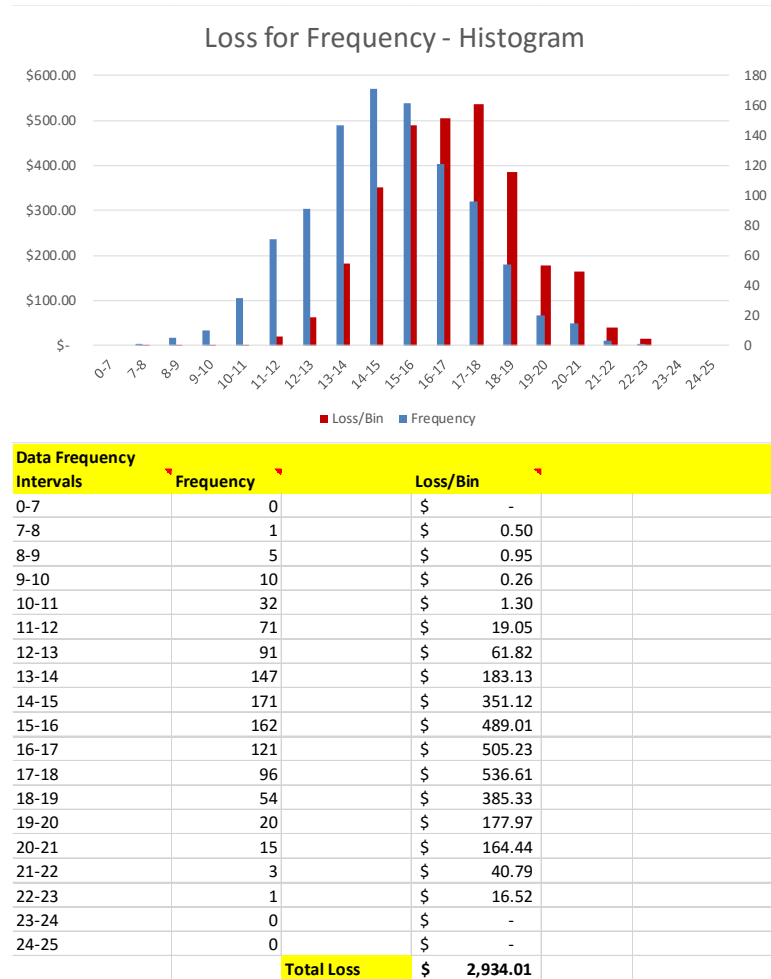 Loss for Frequency - Histogram
$600.00 180
$500.00 160
$400.00 140
$300.00 120
$200.00 100
$100.00 80
$- 60
40
20
0
0-7 7-8 8-9 9-10 10-11 11-12 12-13 13-14 14-15 15-16 16-17 17-18 18-19 19-20 20-21 21-22 22-23 23-24 24-25
Loss/Bin Frequency
Data Frequency
Intervals Frequency Loss/Bin
0-7 0 $ -
7-8 1 $ 0.50
8-9 5 $ 0.95
9-10 10 $ 0.26
10-11 32 $ 1.30
11-12 71 $ 19.05
12-13 91 $ 61.82
13-14 147 $ 183.13
14-15 171 $ 351.12
15-16 162 $ 489.01
16-17 121 $ 505.23
17-18 96 $ 536.61
18-19 54 $ 385.33
19-20 20 $ 177.97
20-21 15 $ 164.44
21-22 3 $ 40.79
22-23 1 $ 16.52
23-24 0 $ -
24-25 0 $ -
Total Loss $ 2,934.01